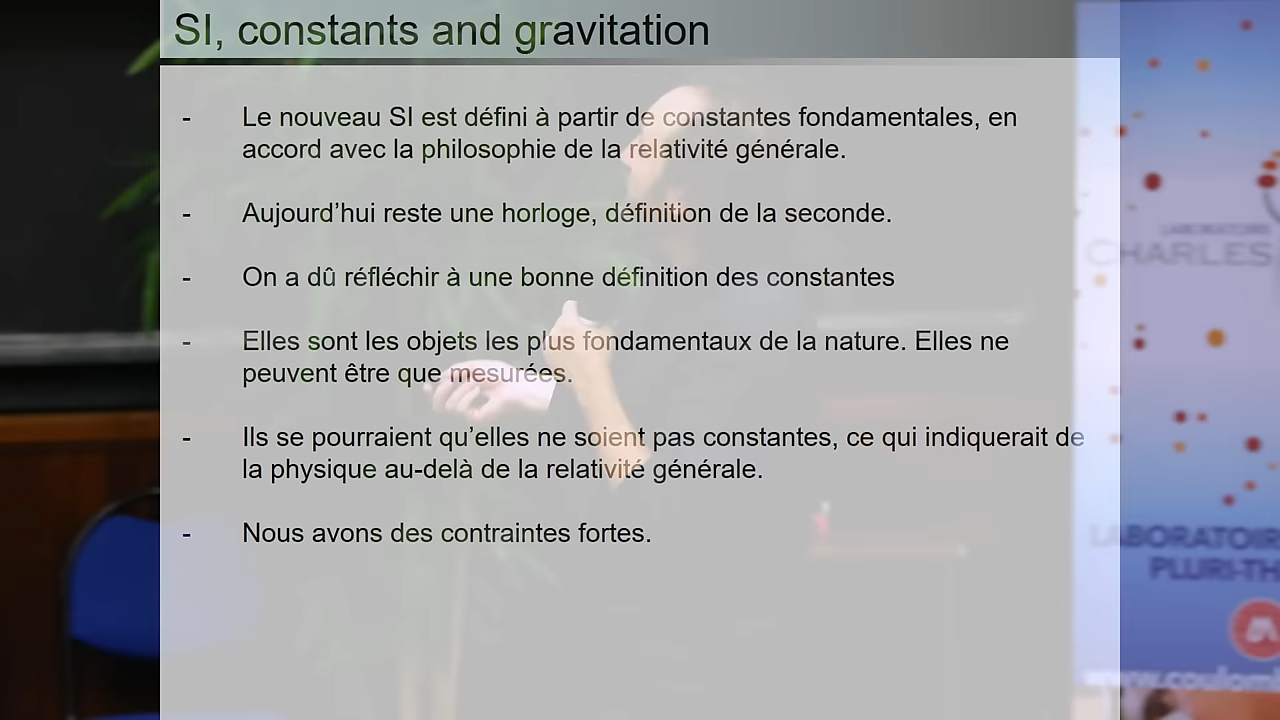 SI, constants and gravitation
- Le nouveau SI est défini à partir de constantes fondamentales, en
accord avec la philosophie de la relativité générale.
- Aujourd’hui reste une horloge, définition de la seconde.
- On a dû réfléchir à une bonne définition des constantes
- Elles sont les objets les plus fondamentaux de la nature. Elles ne
peuvent être que mesurées.
- Ils se pourraient qu’elles ne soient pas constantes, ce qui indiquerait de
la physique au-delà de la relativité générale.
- Nous avons des contraintes fortes.
LABORATOIRE
CHARLES
LABORATOIR
PLURI-TH
www.coulom